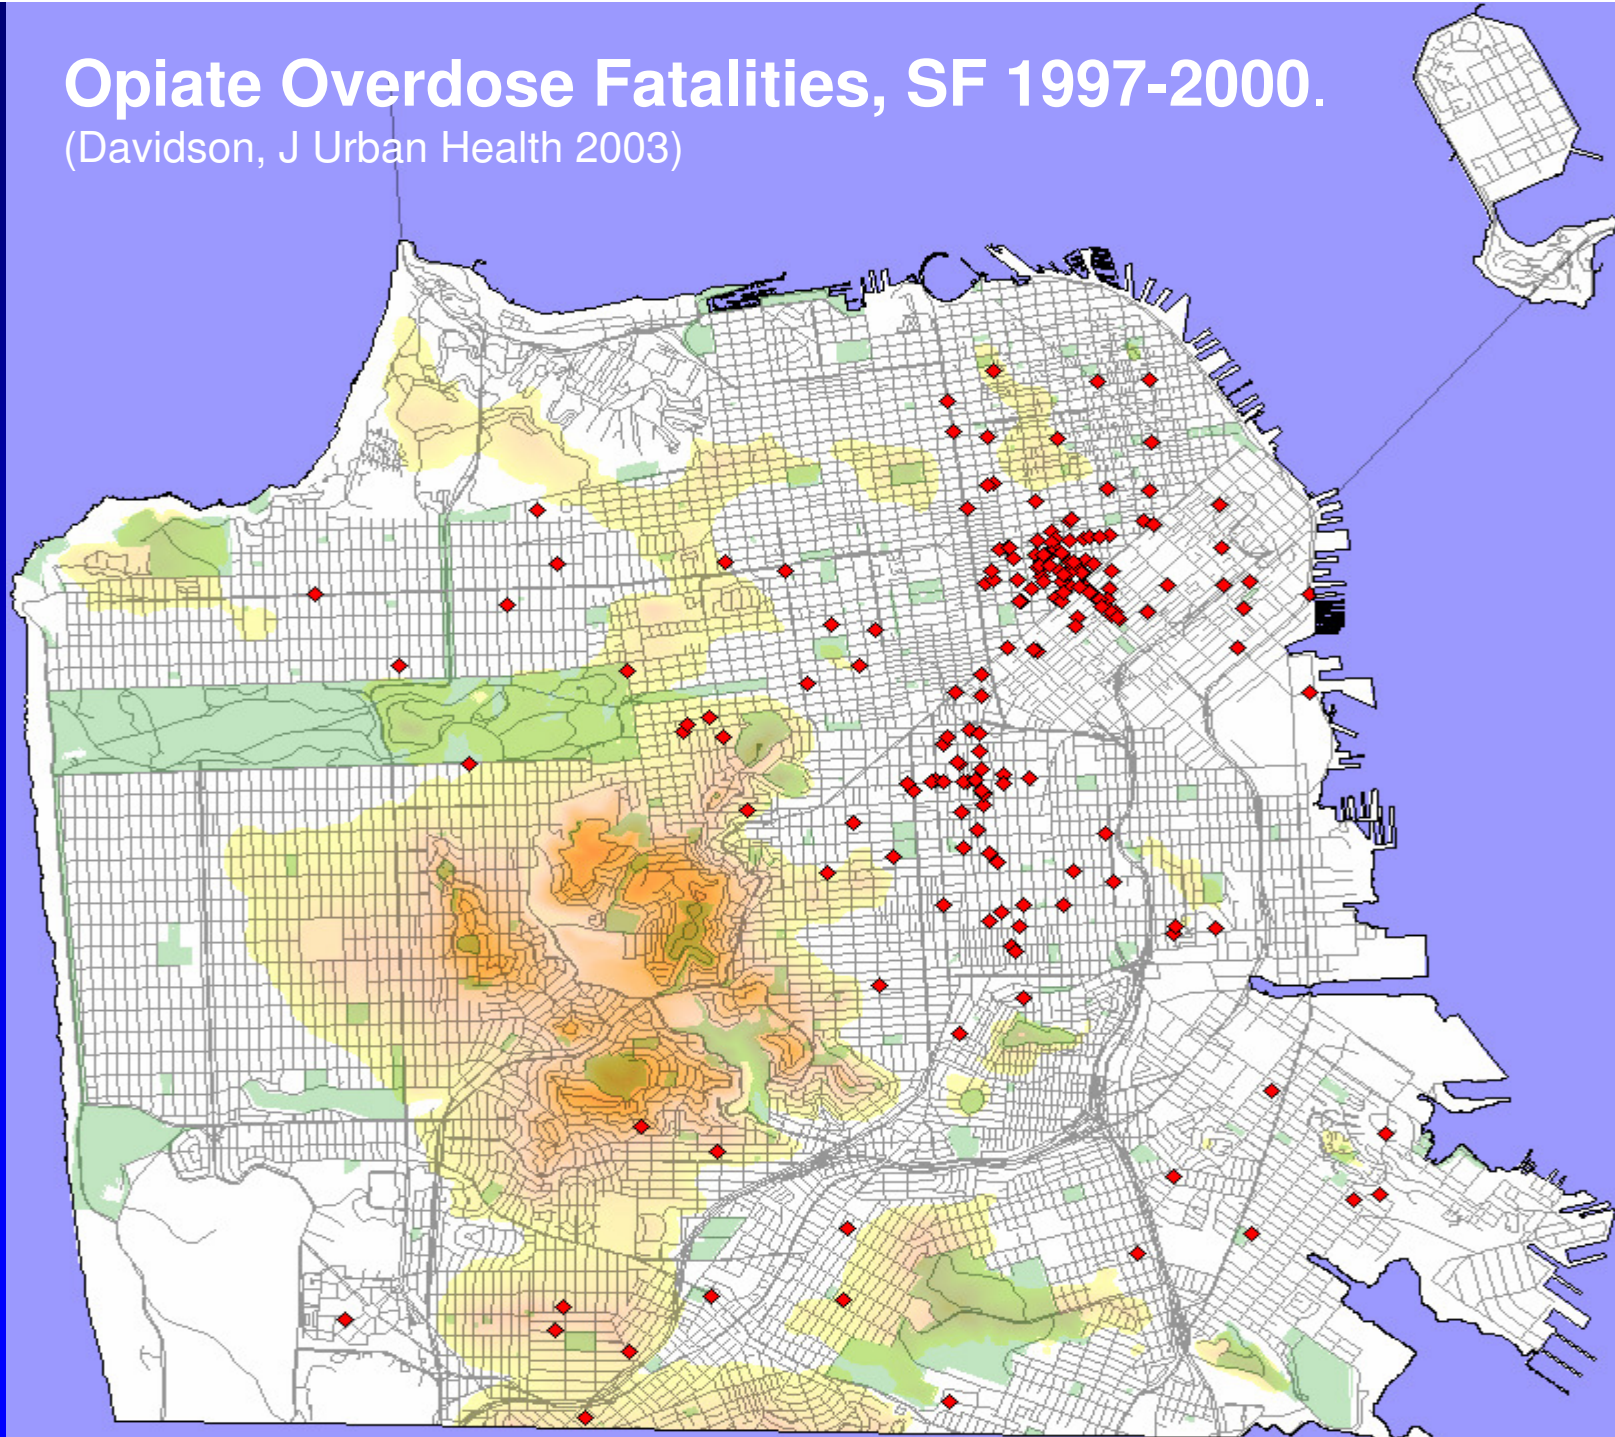 Opiate Overdose Fatalities, SF 1997-2000.
(Davidson, J Urban Health 2003)